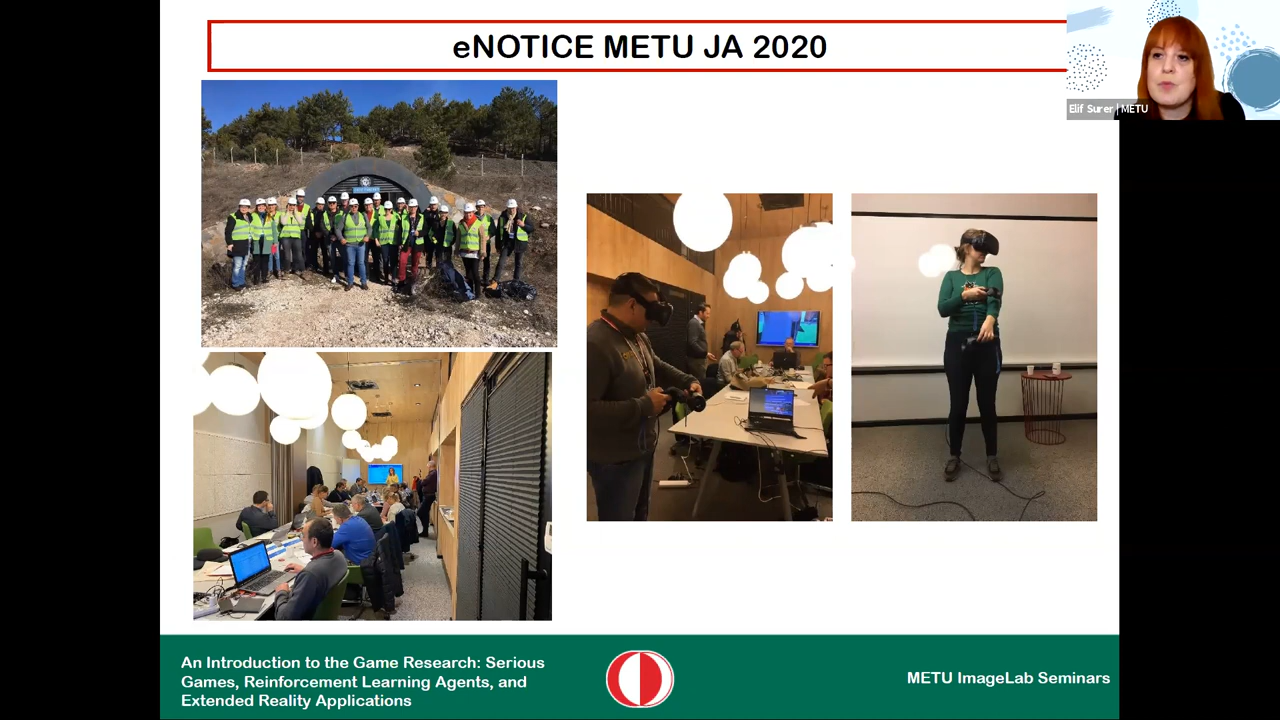 eNOTICE METU JA 2020
Elif Surer | METU
An Introduction to the Game Research: Serious
Games, Reinforcement Learning Agents, and
Extended Reality Applications
METU ImageLab Seminars